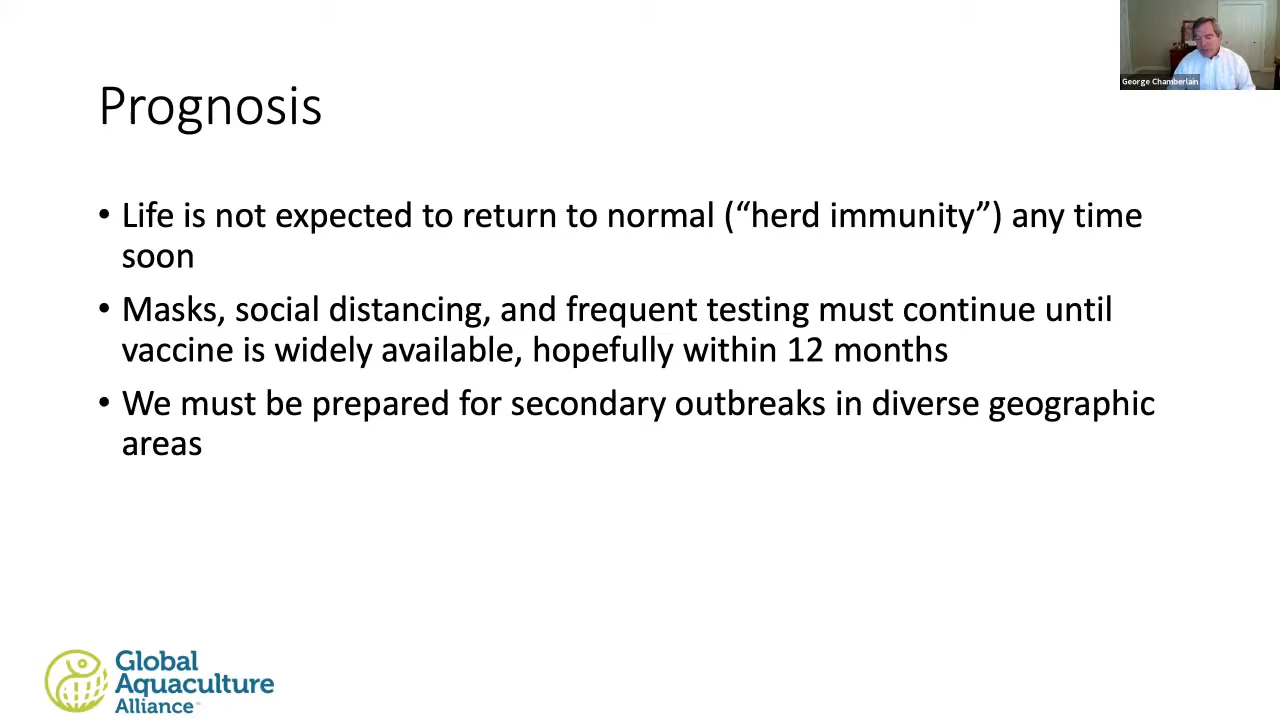 George Chamberlain
Prognosis
• Life is not expected to return to normal (“herd immunity”) any time
soon
• Masks, social distancing, and frequent testing must continue until
vaccine is widely available, hopefully within 12 months
• We must be prepared for secondary outbreaks in diverse geographic
areas
Global
Aquaculture
Alliance™